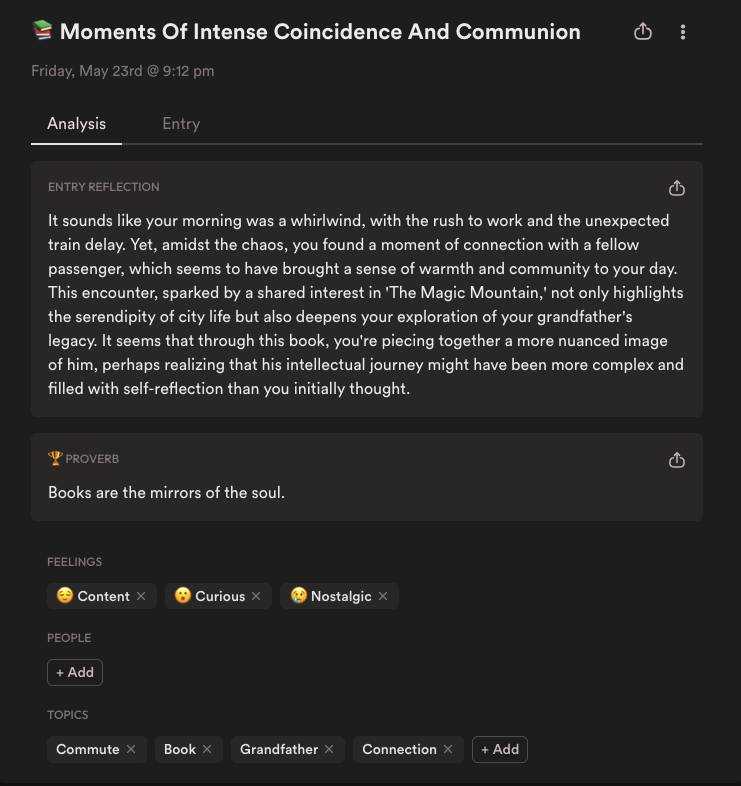 Moments Of Intense Coincidence And Communion
Friday, May 23rd @ 9:12 pm
Analysis
Entry
ENTRY REFLECTION
It sounds like your morning was a whirlwind, with the rush to work and the unexpected
train delay. Yet, amidst the chaos, you found a moment of connection with a fellow
passenger, which seems to have brought a sense of warmth and community to your day.
This encounter, sparked by a shared interest in 'The Magic Mountain,' not only highlights
the serendipity of city life but also deepens your exploration of your grandfather's
legacy. It seems that through this book, you're piecing together a more nuanced image
of him, perhaps realizing that his intellectual journey might have been more complex and
filled with self-reflection than you initially thought.
PROVERB
Books are the mirrors of the soul.
FEELINGS
Content × Curious × Nostalgic ×
PEOPLE
+ Add
TOPICS
Commute × Book × Grandfather × Connection × + Add